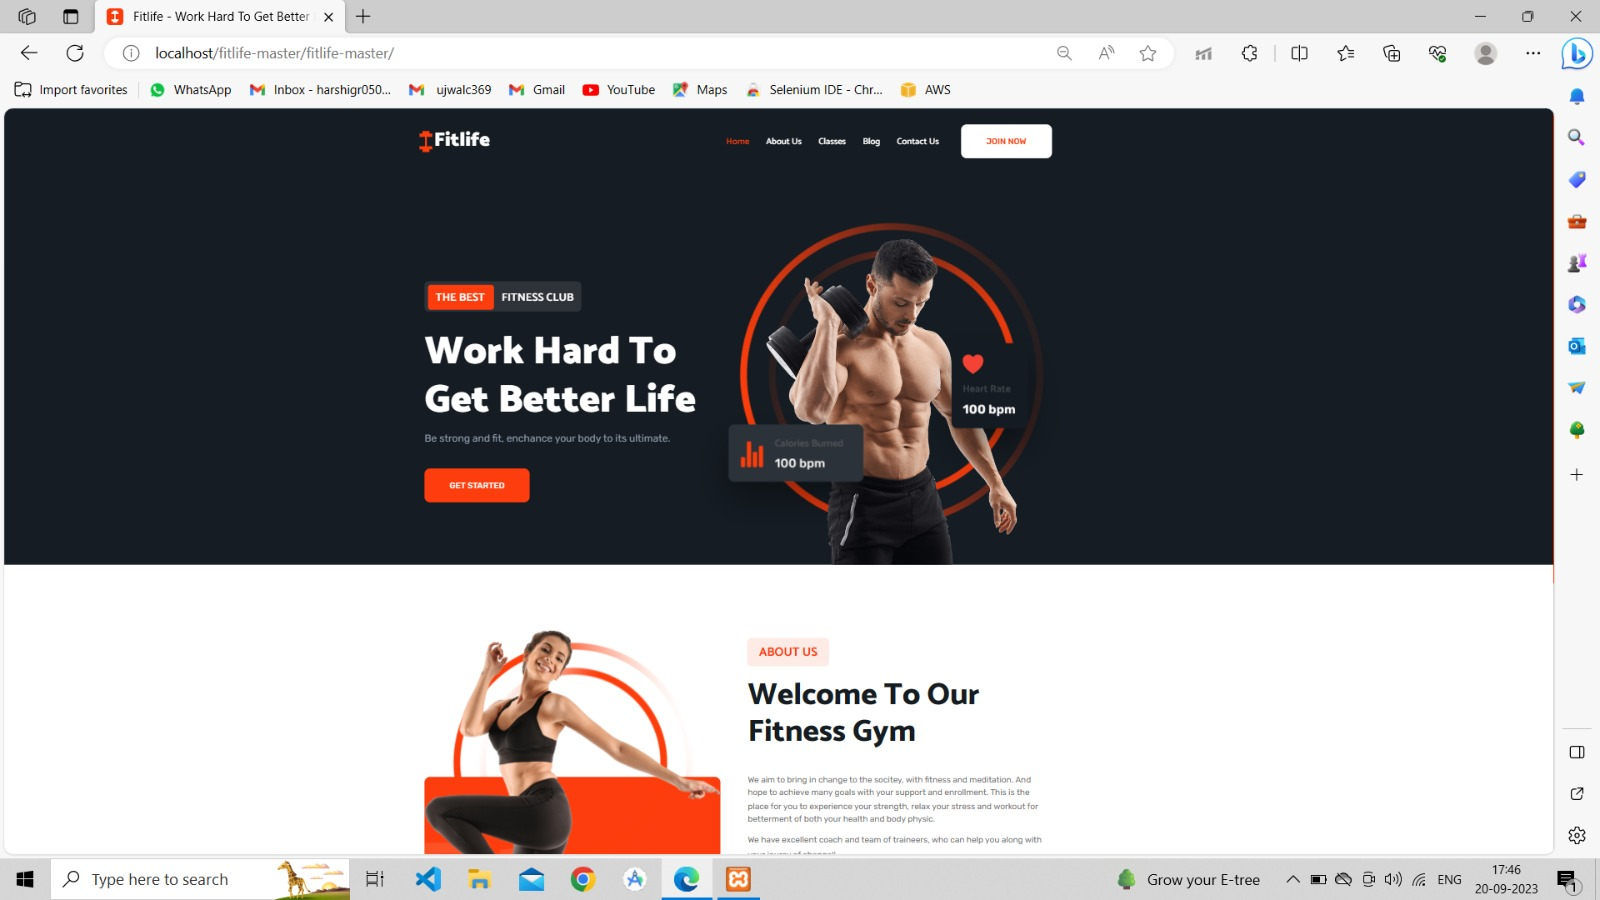 Fitlife - Work Hard To Get Better
localhost/fitlife-master/fitlife-master/
Import favorites
WhatsApp
Inbox - harshigr050...
ujwalc369
Gmail
YouTube
Maps
Selenium IDE - Chr...
AWS
Fitlife
Home
About Us
Classes
Blog
Contact Us
JOIN NOW
THE BEST FITNESS CLUB
Work Hard To
Get Better Life
Be strong and fit, enchance your body to its ultimate.
GET STARTED
Heart Rate
100 bpm
Calories Burned
100 bpm
ABOUT US
Welcome To Our
Fitness Gym
We aim to bring in change to the socitey, with fitness and meditation. And
hope to achieve many goals with your support and enrollment. This is the
place for you to experience your strength, relax your stress and workout for
betterment of both your health and body physic.
We have excellent coach and team of traineers, who can help you along with
Type here to search
Grow your E-tree
ENG
17:46
20-09-2023
1